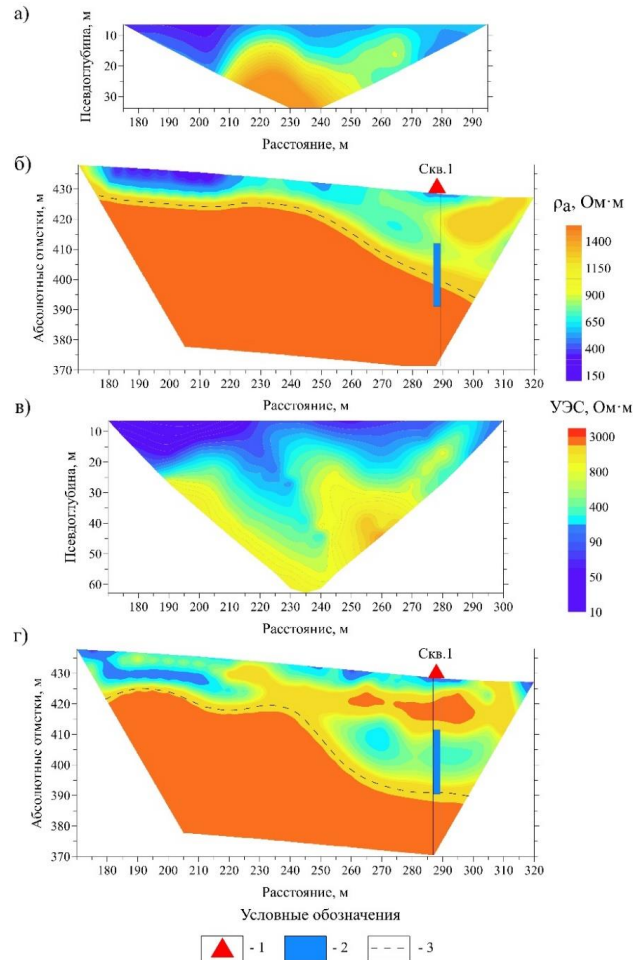 а)
Псевдоглубина, м
10
20
30
180 190 200 210 220 230 240 250 260 270 280 290
Расстояние, м
б)
Скв.1
Абсолютные отметки, м
430
420
410
400
390
380
370
180 190 200 210 220 230 240 250 260 270 280 290 300 310 320
Расстояние, м
ρа, Ом·м
1400
1150
900
650
400
150
в)
Псевдоглубина, м
10
20
30
40
50
60
170 180 190 200 210 220 230 240 250 260 270 280 290 300
Расстояние, м
УЭС, Ом·м
3000
800
400
90
50
10
г)
Скв.1
Абсолютные отметки, м
430
420
410
400
390
380
370
180 190 200 210 220 230 240 250 260 270 280 290 300 310 320
Расстояние, м
Условные обозначения
- 1 - 2 - 3